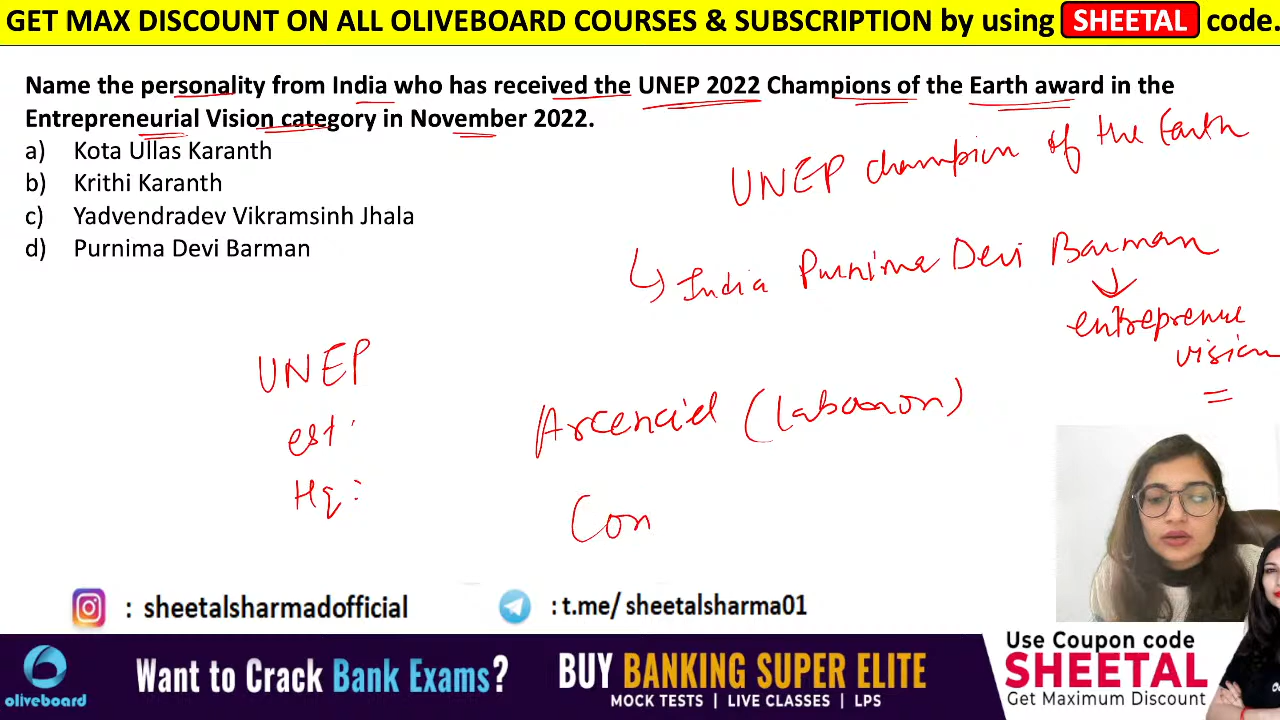 GET MAX DISCOUNT ON ALL OLIVEBOARD COURSES & SUBSCRIPTION by using SHEETAL code.
Name the personality from India who has received the UNEP 2022 Champions of the Earth award in the
Entrepreneurial Vision category in November 2022.
a) Kota Ullas Karanth
b) Krithi Karanth
c) Yadvendradev Vikramsinh Jhala
d) Purnima Devi Barman
UNEP champion of the Earth
India Purnima Devi Barman
entreprenue
vision
UNEP
est:
Hq:
Arcenciel (Labanon)
Con
: sheetalsharmadofficial
: t.me/ sheetalsharma01
oliveboard
Want to Crack Bank Exams?
BUY BANKING SUPER ELITE
MOCK TESTS | LIVE CLASSES | LPS
Use Coupon code
SHEETAL
Get Maximum Discount